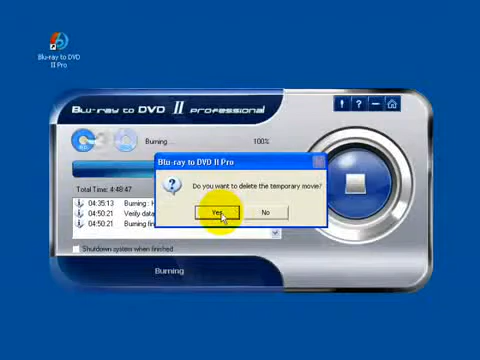 Blu-ray to DVD
II Pro
Blu-ray to DVD II professional
Burning ...
100%
Blu-ray to DVD II Pro
Do you want to delete the temporary movie?
Yes
No
Total Time: 4:48:47
04:35:13 Burning : 
04:50:21 Verify data
04:50:21 Burning fin
Shutdown system when finished
Burning